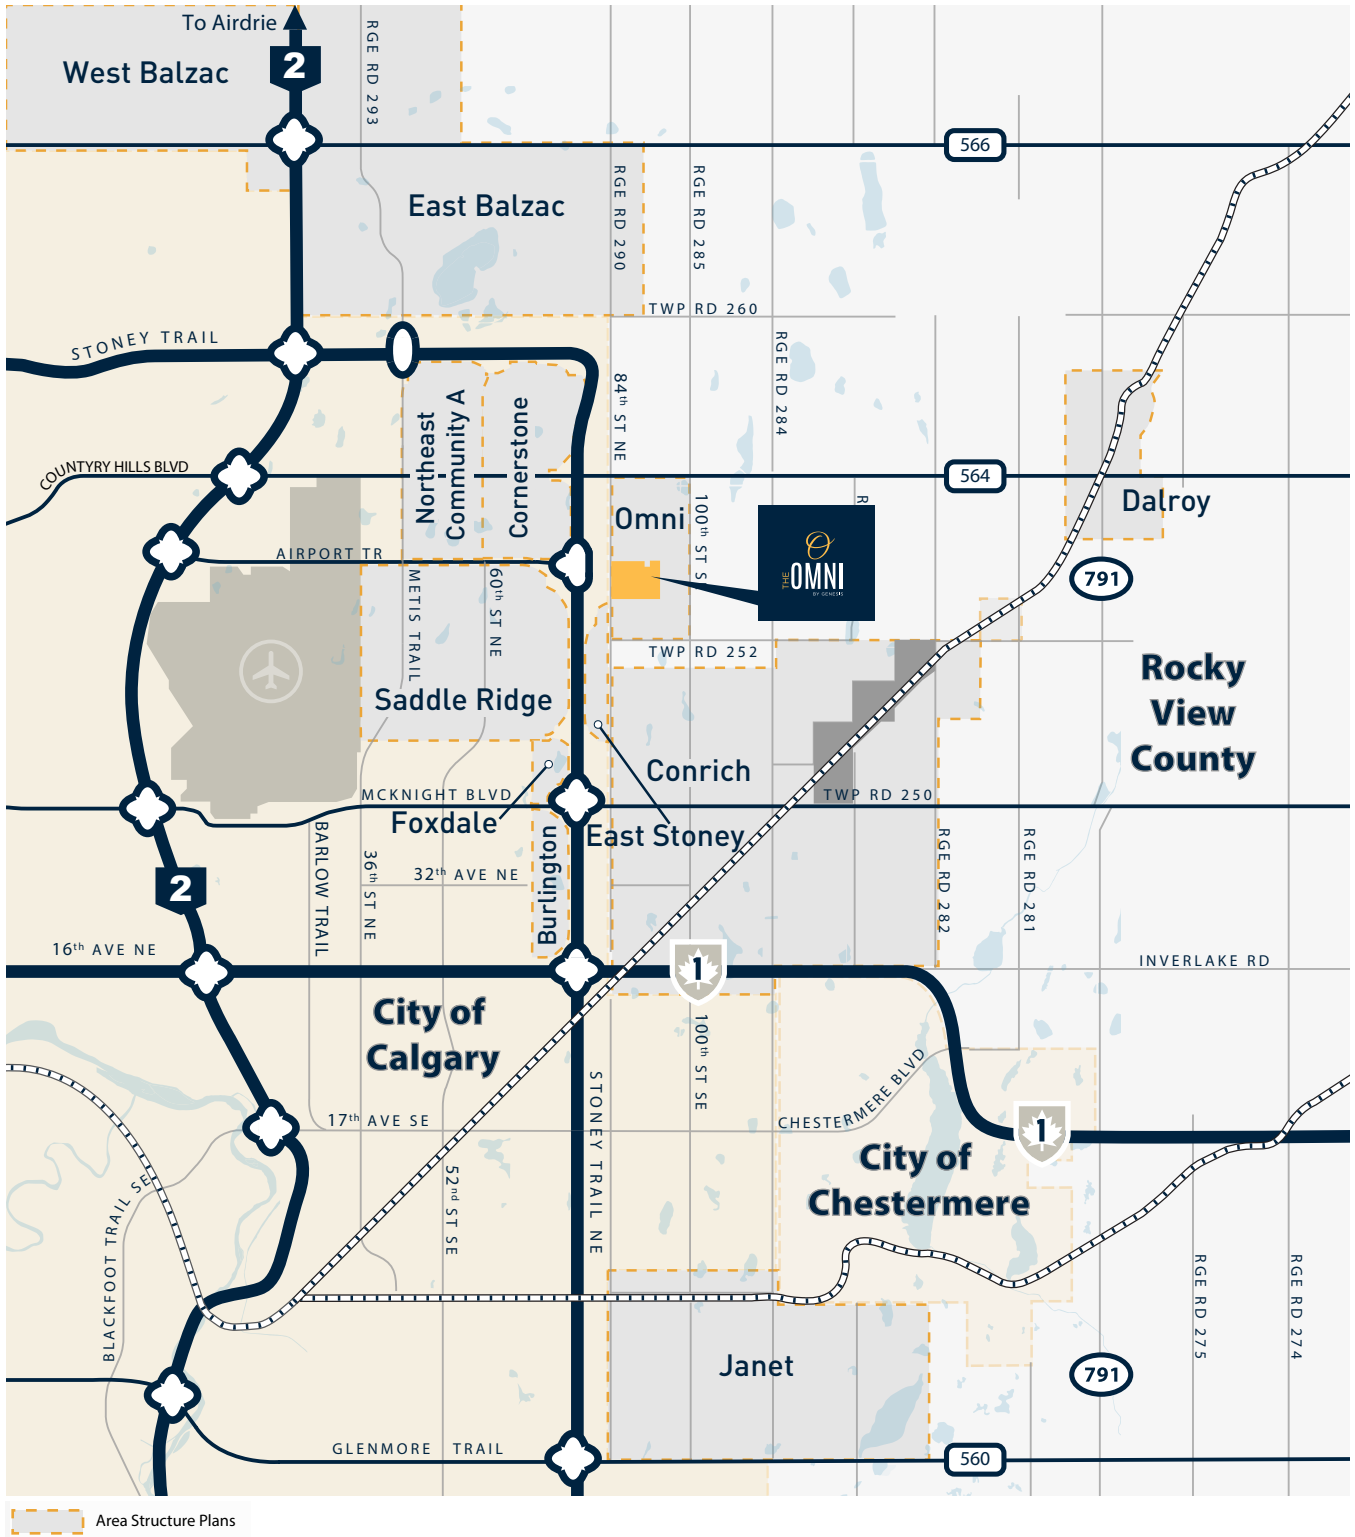 To Airdrie
2
West Balzac
RGE RD 293
566
East Balzac
RGE RD 290
RGE RD 285
TWP RD 260
STONEY TRAIL
RGE RD 284
84th ST NE
Northeast
Community A
Cornerstone
COUNTYRY HILLS BLVD
564
Omni
100th ST S
R
Dalroy
THE
OMNI
BY GENESIS
AIRPORT TR
METIS TRAIL
60th ST NE
791
TWP RD 252
Saddle Ridge
Rocky
View
County
Conrich
MCKNIGHT BLVD
TWP RD 250
Foxdale
East Stoney
Burlington
BARLOW TRAIL
36th ST NE
32th AVE NE
RGE RD 282
RGE RD 281
2
16th AVE NE
1
INVERLAKE RD
City of
Calgary
100th ST SE
STONEY TRAIL NE
CHESTERMERE BLVD
17th AVE SE
1
City of
Chestermere
52nd ST SE
BLACKFOOT TRAIL SE
RGE RD 275
RGE RD 274
Janet
791
GLENMORE TRAIL
560
Area Structure Plans